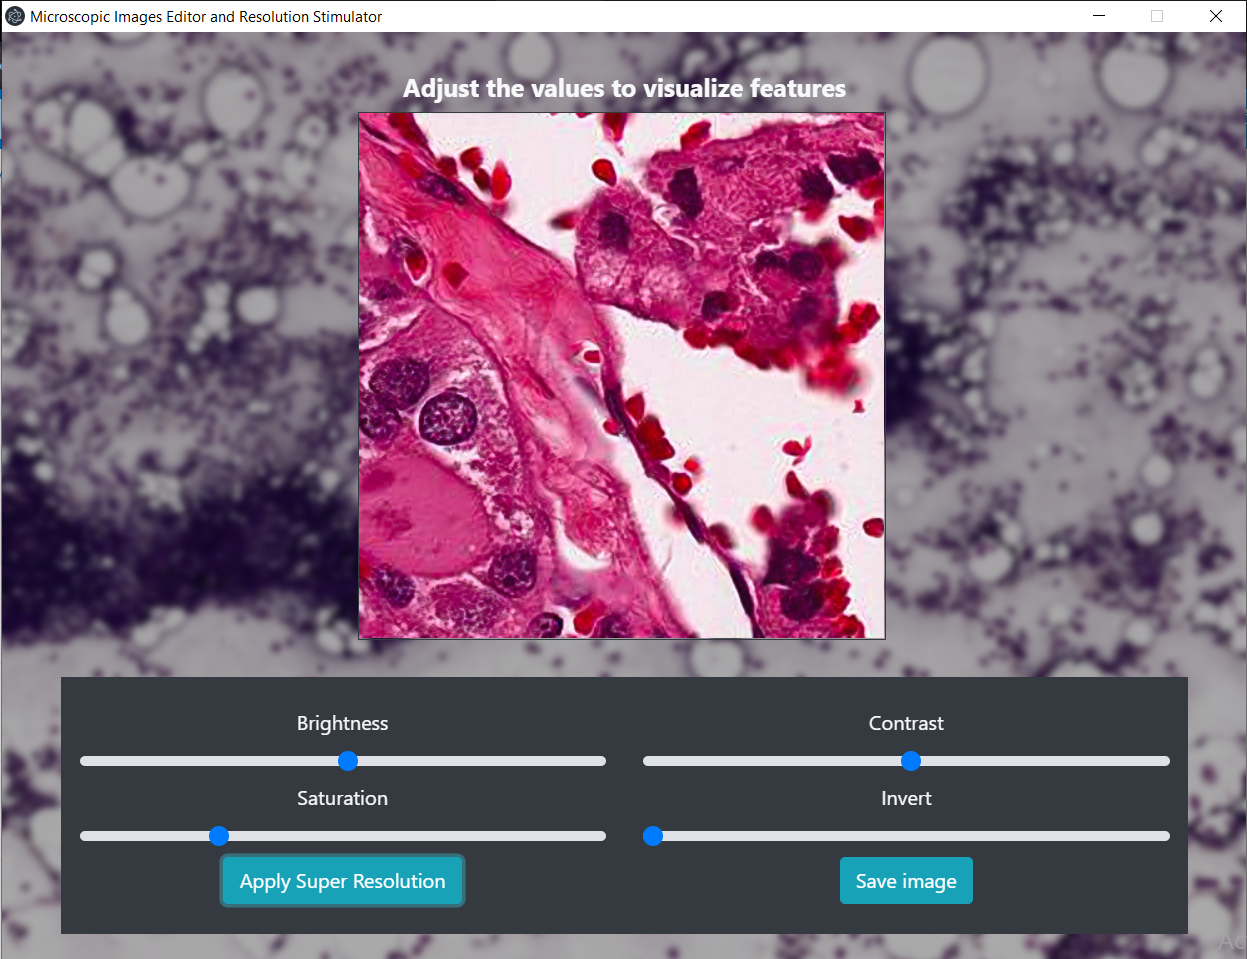 Microscopic Images Editor and Resolution Stimulator
Adjust the values to visualize features
Brightness
Contrast
Saturation
Invert
Apply Super Resolution
Save image